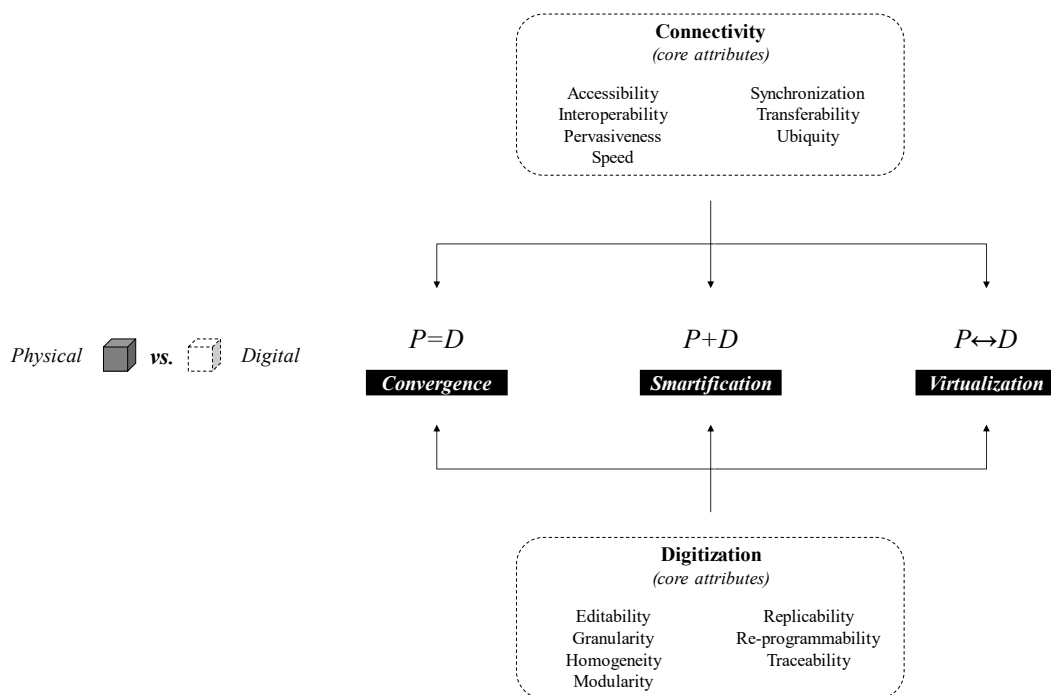 Connectivity
(core attributes)
Accessibility
Interoperability
Pervasiveness
Speed
Synchronization
Transferability
Ubiquity
Physical vs. Digital
P=D
Convergence
P+D
Smartification
P↔D
Virtualization
Digitization
(core attributes)
Editability
Granularity
Homogeneity
Modularity
Replicability
Re-programmability
Traceability